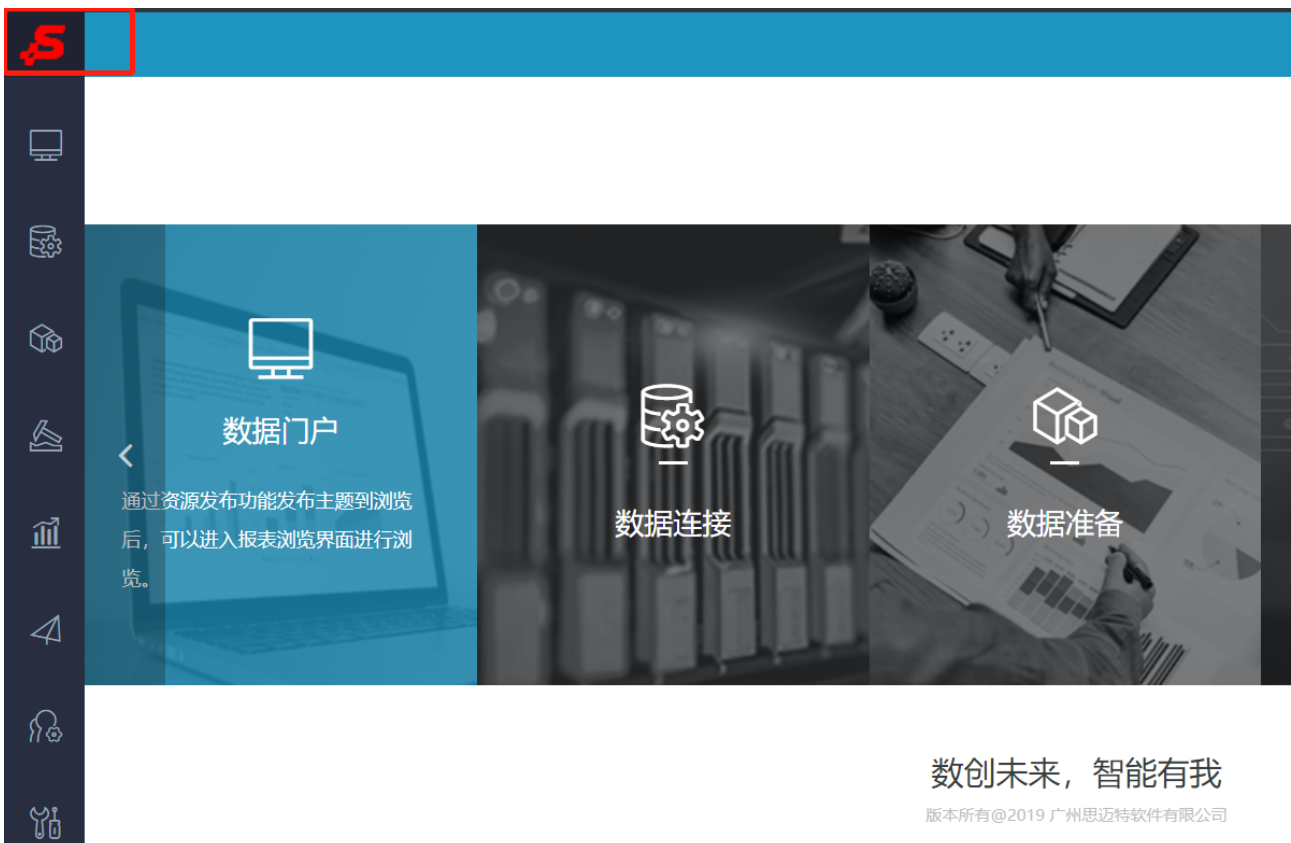 数据门户
通过资源发布功能发布主题到浏览
后，可以进入报表浏览界面进行浏
览。
数据连接
数据准备
数创未来，智能有我
版本所有@2019 广州思迈特软件有限公司